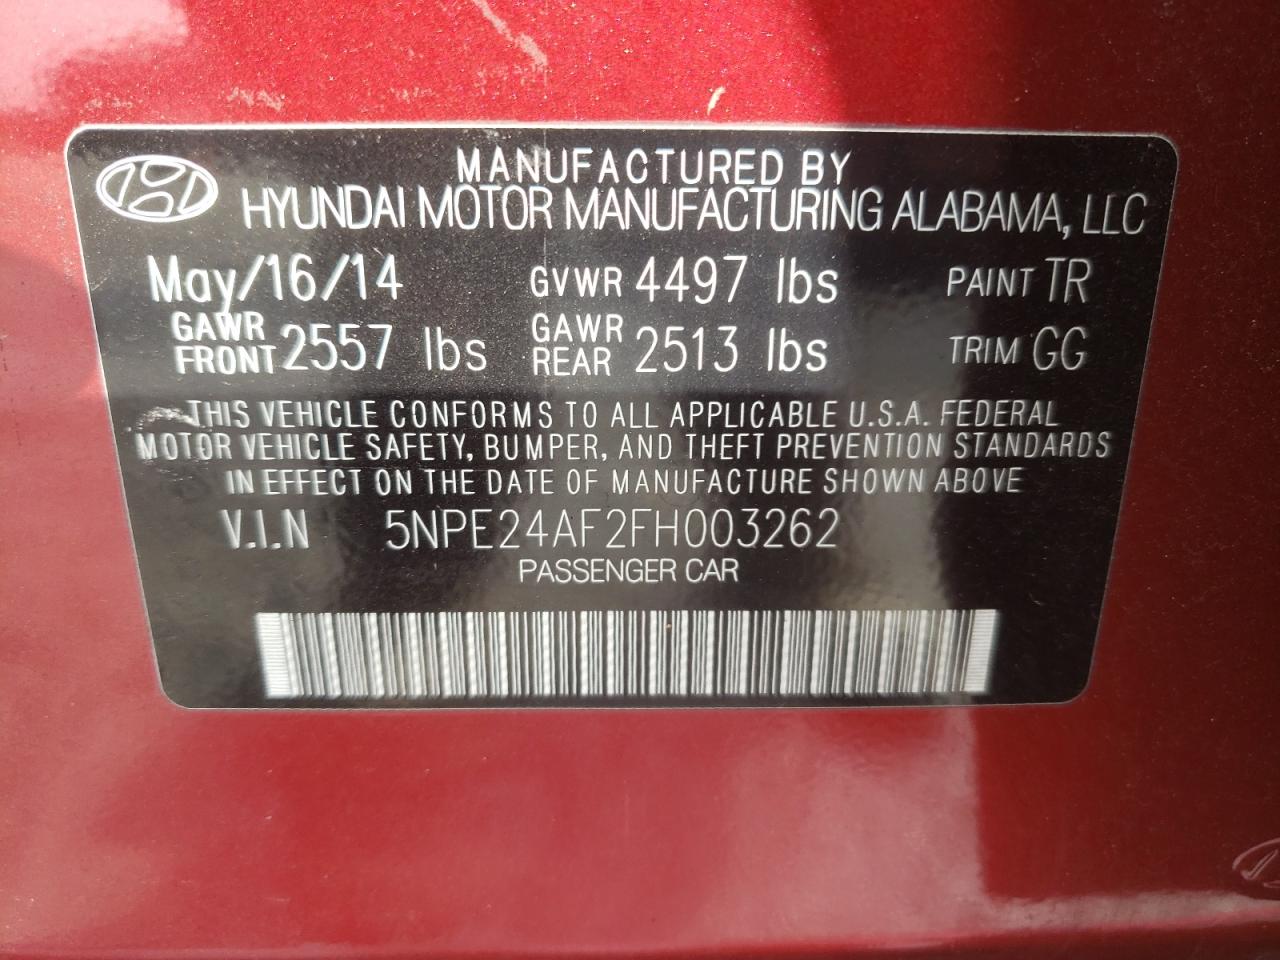 MANUFACTURED BY
HYUNDAI MOTOR MANUFACTURING ALABAMA, LLC
May/16/14 GVWR 4497 lbs PAINT TR
GAWR FRONT 2557 lbs GAWR REAR 2513 lbs TRIM GG
THIS VEHICLE CONFORMS TO ALL APPLICABLE U.S.A. FEDERAL
MOTOR VEHICLE SAFETY, BUMPER, AND THEFT PREVENTION STANDARDS
IN EFFECT ON THE DATE OF MANUFACTURE SHOWN ABOVE
V.I.N 5NPE24AF2FH003262
PASSENGER CAR